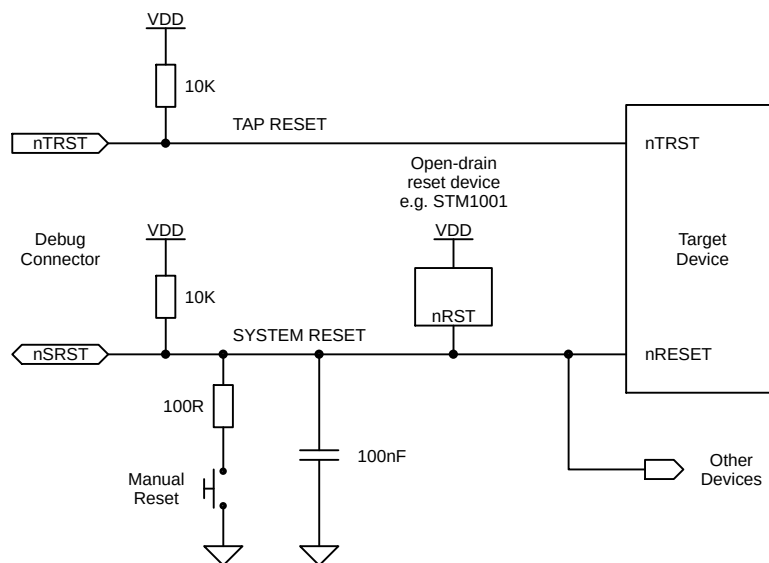 VDD
10K
TAP RESET
nTRST
nTRST
Open-drain
reset device
e.g. STM1001
VDD
VDD
Debug
Connector
Target
Device
10K
nRST
SYSTEM RESET
nSRST
nRESET
100R
100nF
Manual
Reset
Other
Devices